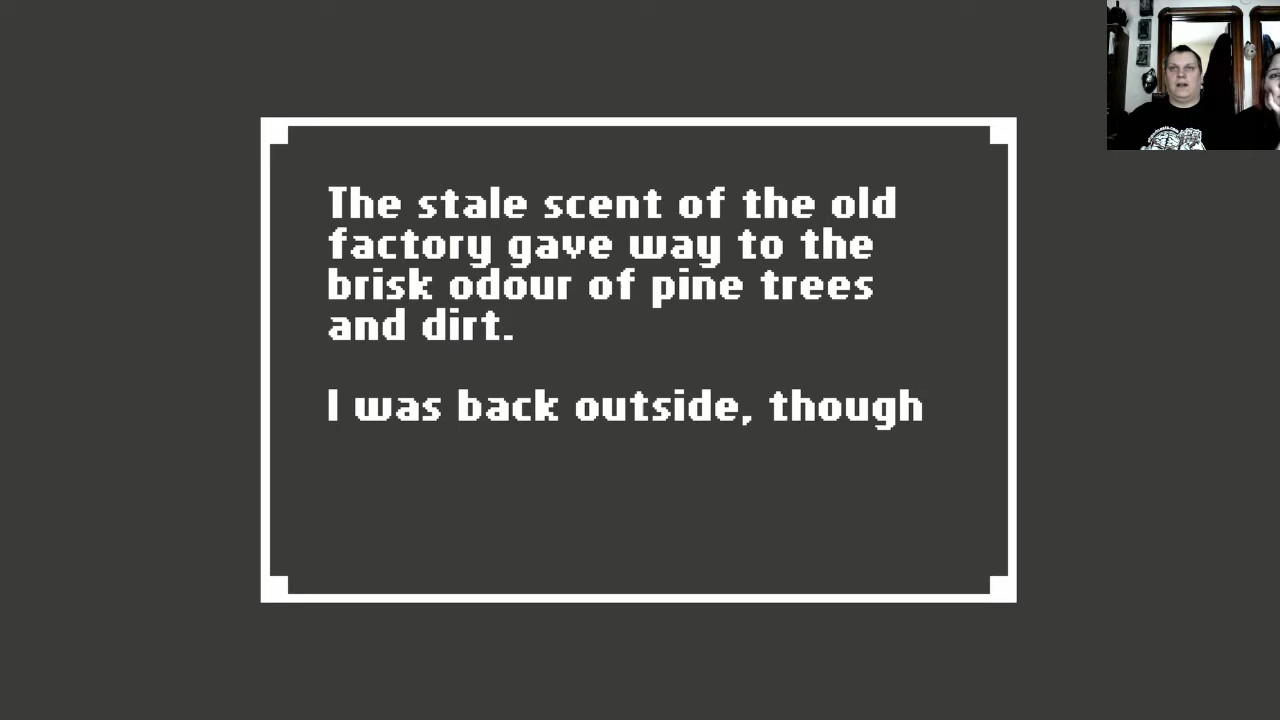 The stale scent of the old
factory gave way to the
brisk odour of pine trees
and dirt.
I was back outside, though